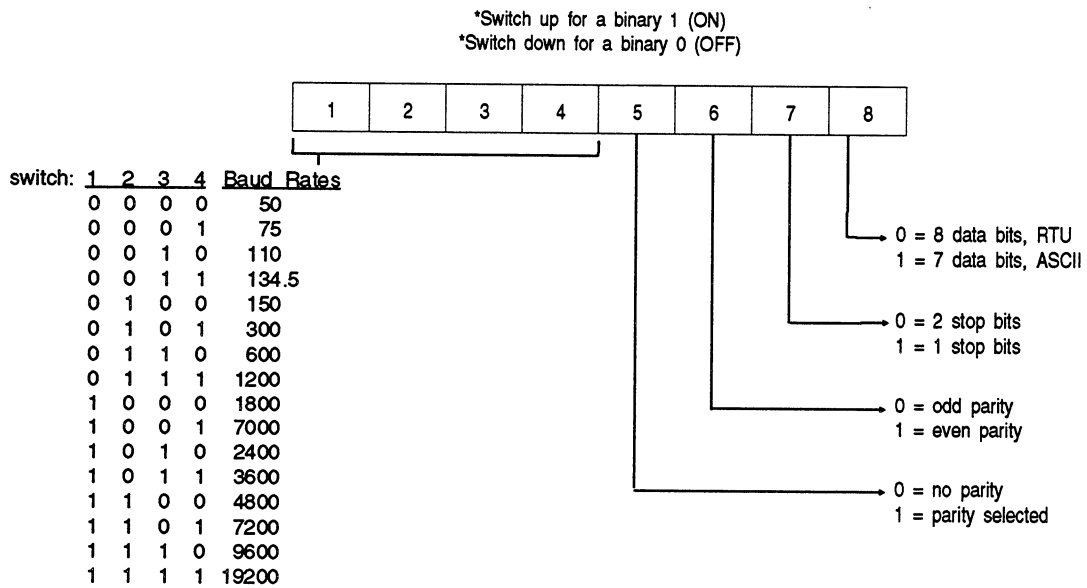 *Switch up for a binary 1 (ON)
*Switch down for a binary 0 (OFF)
1 2 3 4 5 6 7 8
switch: 1 2 3 4 Baud Rates
0 0 0 0 50
0 0 0 1 75
0 0 1 0 110
0 0 1 1 134.5
0 1 0 0 150
0 1 0 1 300
0 1 1 0 600
0 1 1 1 1200
1 0 0 0 1800
1 0 0 1 7000
1 0 1 0 2400
1 0 1 1 3600
1 1 0 0 4800
1 1 0 1 7200
1 1 1 0 9600
1 1 1 1 19200
0 = 8 data bits, RTU
1 = 7 data bits, ASCII
0 = 2 stop bits
1 = 1 stop bits
0 = odd parity
1 = even parity
0 = no parity
1 = parity selected